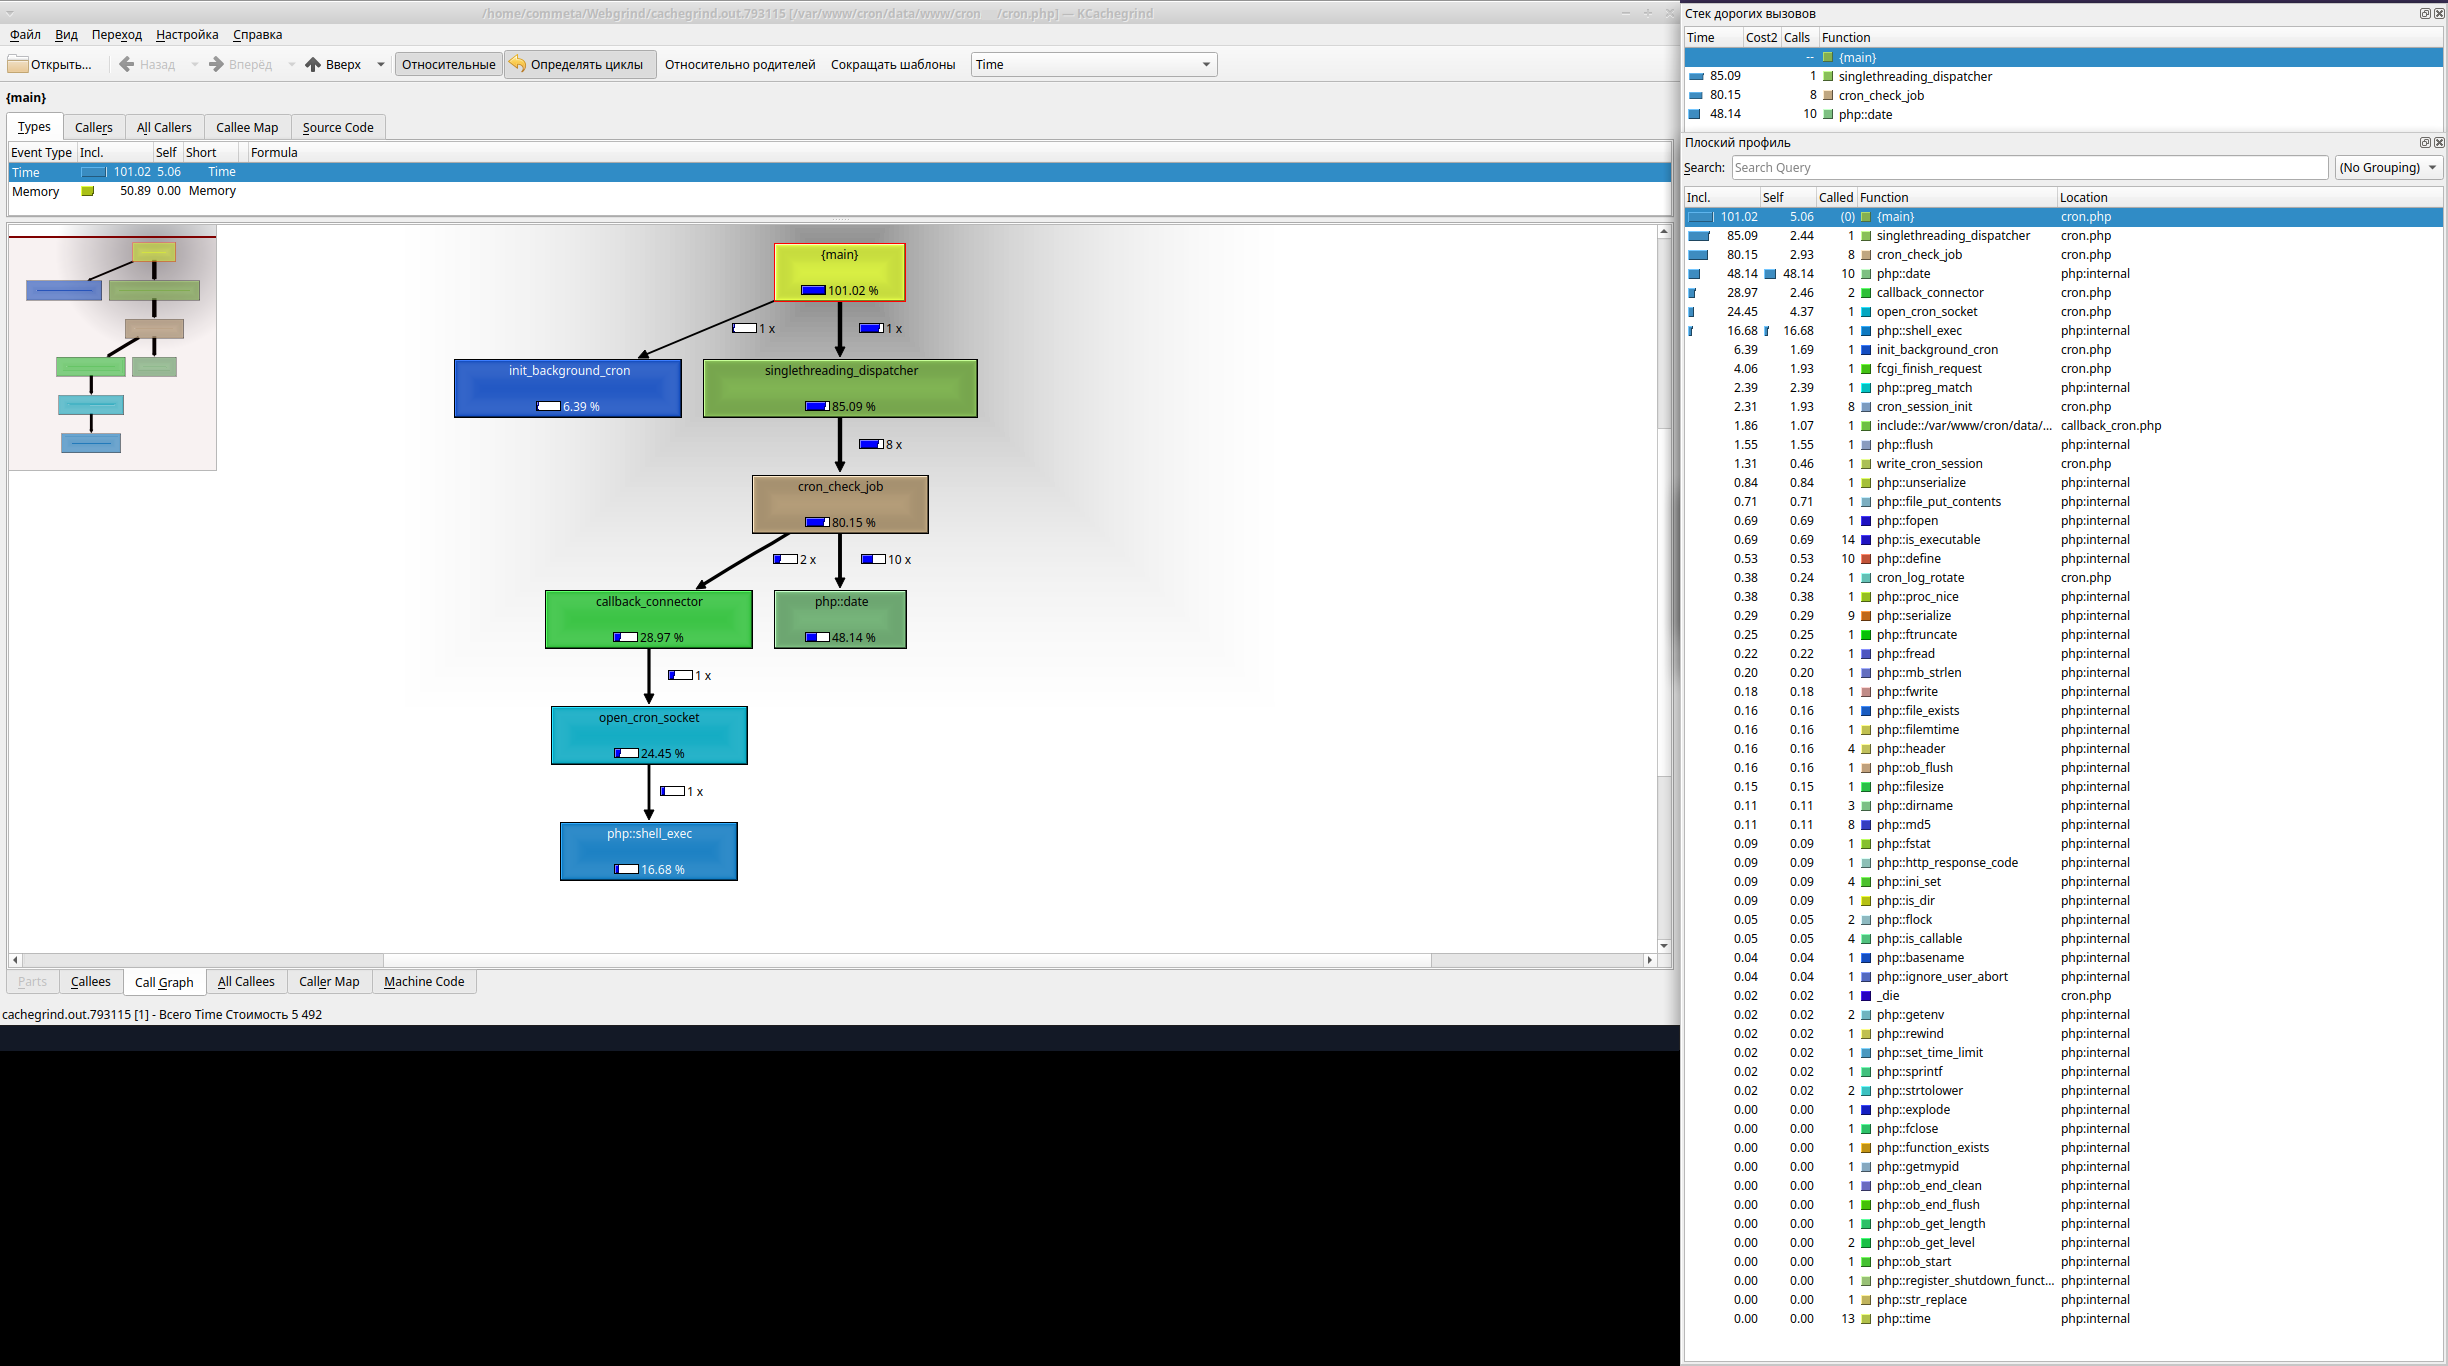 /home/commeta/Webgrind/cachegrind.out.793115 [/var/www/cron/data/www/cron /cron.php] — KCachegrind
Файл Вид Переход Настройка Справка
Открыть... Назад Вперёд Вверх Относительные Определять циклы Относительно родителей Сокращать шаблоны Time
{main}
Types Callers All Callers Callee Map Source Code
Event Type Incl. Self Short Formula
Time 101.02 5.06 Time
Memory 50.89 0.00 Memory
{main}
101.02 %
1 x 1 x
init_background_cron
6.39 %
singlethreading_dispatcher
85.09 %
8 x
cron_check_job
80.15 %
2 x 10 x
callback_connector
28.97 %
php::date
48.14 %
1 x
open_cron_socket
24.45 %
1 x
php::shell_exec
16.68 %
Parts Callees Call Graph All Callees Caller Map Machine Code
cachegrind.out.793115 [1] - Всего Time Стоимость 5 492
Стек дорогих вызовов
Time Cost2 Calls Function
-- {main}
85.09 1 singlethreading_dispatcher
80.15 8 cron_check_job
48.14 10 php::date
Плоский профиль
Search: Search Query (No Grouping)
Incl. Self Called Function Location
101.02 5.06 (0) {main} cron.php
85.09 2.44 1 singlethreading_dispatcher cron.php
80.15 2.93 8 cron_check_job cron.php
48.14 48.14 10 php::date php:internal
28.97 2.46 2 callback_connector cron.php
24.45 4.37 1 open_cron_socket cron.php
16.68 16.68 1 php::shell_exec php:internal
6.39 1.69 1 init_background_cron cron.php
4.06 1.93 1 fcgi_finish_request cron.php
2.39 2.39 1 php::preg_match php:internal
2.31 1.93 8 cron_session_init cron.php
1.86 1.07 1 include::/var/www/cron/data/... callback_cron.php
1.55 1.55 1 php::flush php:internal
1.31 0.46 1 write_cron_session cron.php
0.84 0.84 1 php::unserialize php:internal
0.71 0.71 1 php::file_put_contents php:internal
0.69 0.69 1 php::fopen php:internal
0.69 0.69 14 php::is_executable php:internal
0.53 0.53 10 php::define php:internal
0.38 0.24 1 cron_log_rotate cron.php
0.38 0.38 1 php::proc_nice php:internal
0.29 0.29 9 php::serialize php:internal
0.25 0.25 1 php::ftruncate php:internal
0.22 0.22 1 php::fread php:internal
0.20 0.20 1 php::mb_strlen php:internal
0.18 0.18 1 php::fwrite php:internal
0.16 0.16 1 php::file_exists php:internal
0.16 0.16 1 php::filemtime php:internal
0.16 0.16 4 php::header php:internal
0.16 0.16 1 php::ob_flush php:internal
0.15 0.15 1 php::filesize php:internal
0.11 0.11 3 php::dirname php:internal
0.11 0.11 8 php::md5 php:internal
0.09 0.09 1 php::fstat php:internal
0.09 0.09 1 php::http_response_code php:internal
0.09 0.09 4 php::ini_set php:internal
0.09 0.09 1 php::is_dir php:internal
0.05 0.05 2 php::flock php:internal
0.05 0.05 4 php::is_callable php:internal
0.04 0.04 1 php::basename php:internal
0.04 0.04 1 php::ignore_user_abort php:internal
0.02 0.02 1 _die cron.php
0.02 0.02 2 php::getenv php:internal
0.02 0.02 1 php::rewind php:internal
0.02 0.02 1 php::set_time_limit php:internal
0.02 0.02 1 php::sprintf php:internal
0.02 0.02 2 php::strtolower php:internal
0.00 0.00 1 php::explode php:internal
0.00 0.00 1 php::fclose php:internal
0.00 0.00 1 php::function_exists php:internal
0.00 0.00 1 php::getmypid php:internal
0.00 0.00 1 php::ob_end_clean php:internal
0.00 0.00 1 php::ob_end_flush php:internal
0.00 0.00 1 php::ob_get_length php:internal
0.00 0.00 2 php::ob_get_level php:internal
0.00 0.00 1 php::ob_start php:internal
0.00 0.00 1 php::register_shutdown_funct... php:internal
0.00 0.00 1 php::str_replace php:internal
0.00 0.00 13 php::time php:internal